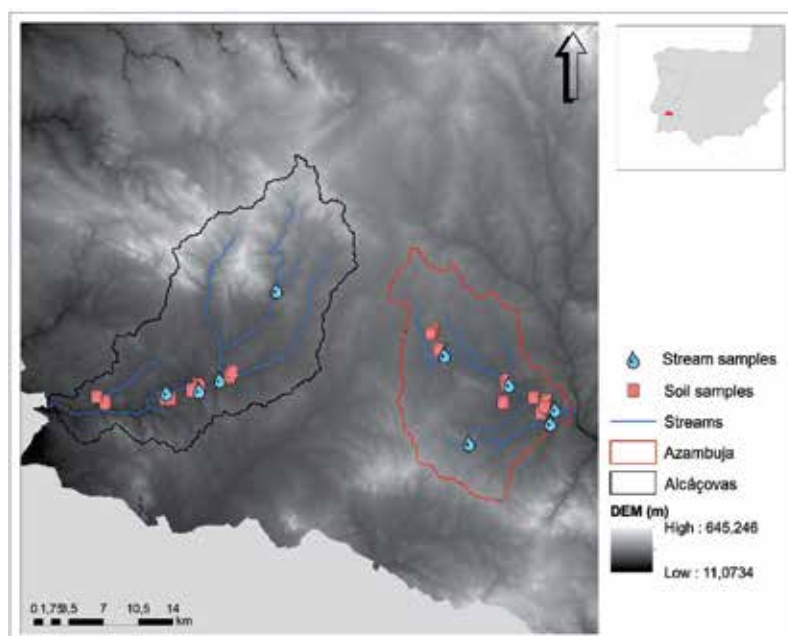 Stream samples
Soil samples
Streams
Azambuja
Alcáçovas
DEM (m)
High : 645,246
Low : 11,0734
0 1,75 3,5 7 10,5 14
km